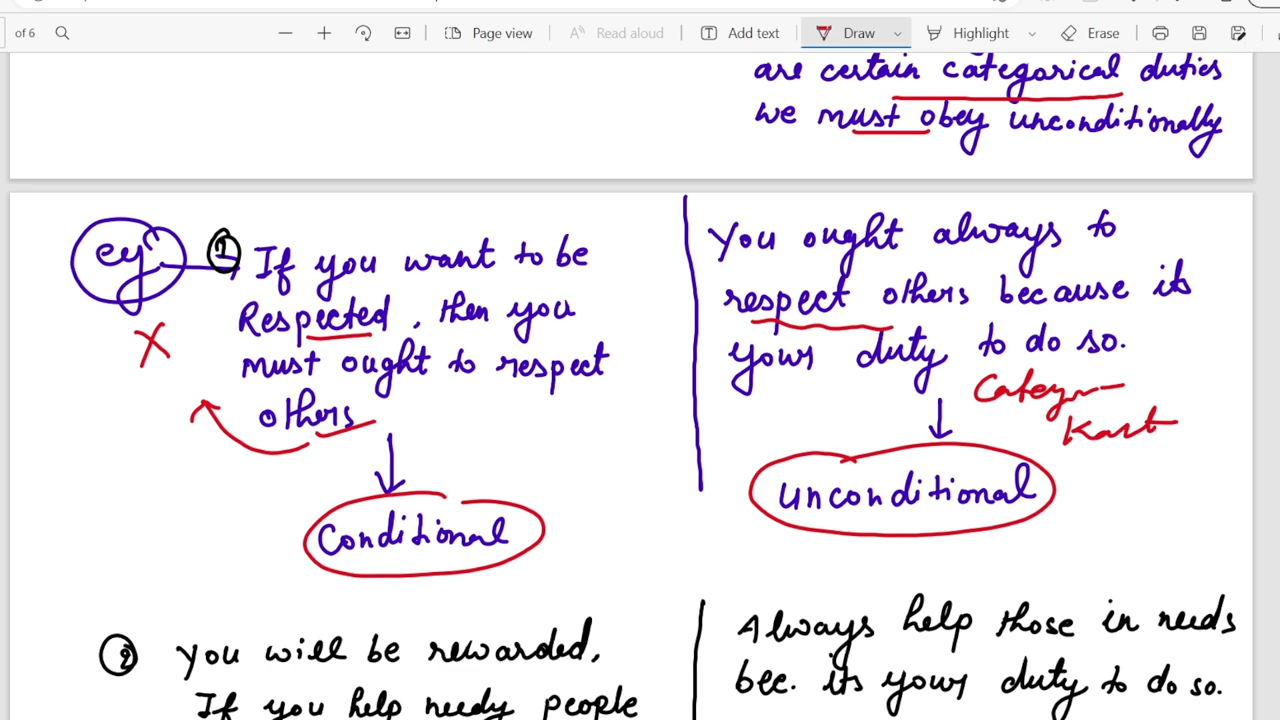 of 6
Page view
Read aloud
Add text
Draw
Highlight
Erase
are certain categorical duties
we must obey unconditionally
eg
1 If you want to be
Respected, then you
must ought to respect
others
Conditional
You ought always to
respect others because its
your duty to do so.
Kant
Unconditional
2 You will be rewarded,
If you help needy people
Always help those in needs
bec. its your duty to do so.